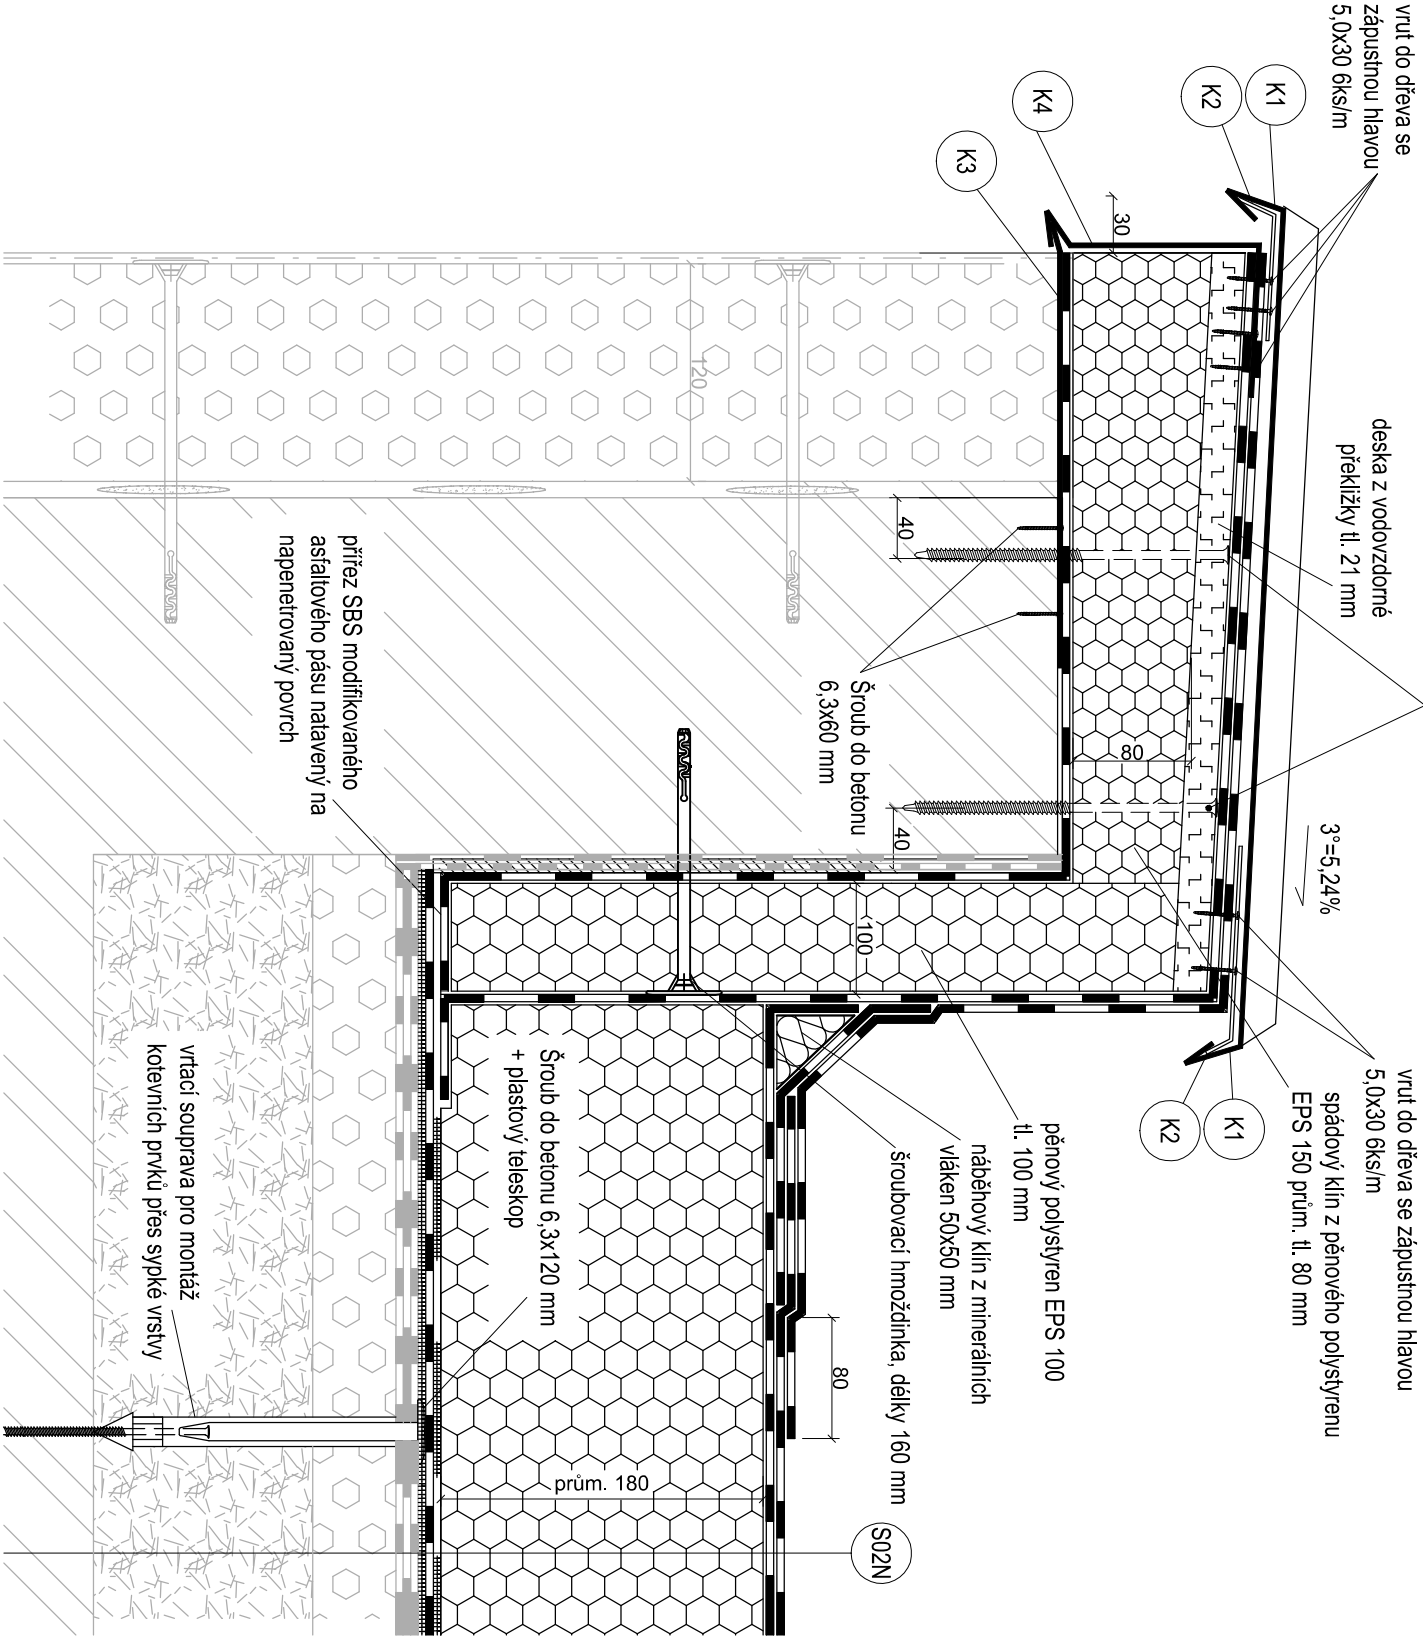 vrut do dřeva se
zápustnou hlavou
5,0x30 6ks/m
K1
K2
K4
K3
30
deska z vodovzdorné
překližky tl. 21 mm
120
40
Šroub do betonu
6,3x60 mm
80
40
3°=5,24%
přířez SBS modifikovaného
asfaltového pásu natavený na
napenetrovaný povrch
100
vrut do dřeva se zápustnou hlavou
5,0x30 6ks/m
spádový klín z pěnového polystyrenu
EPS 150 prům. tl. 80 mm
K1
K2
pěnový polystyren EPS 100
tl. 100 mm
náběhový klín z minerálních
vláken 50x50 mm
šroubovací hmoždinka, délky 160 mm
80
Šroub do betonu 6,3x120 mm
+ plastový teleskop
vrtací souprava pro montáž
kotevních prvků přes sypké vrstvy
prům. 180
S02N